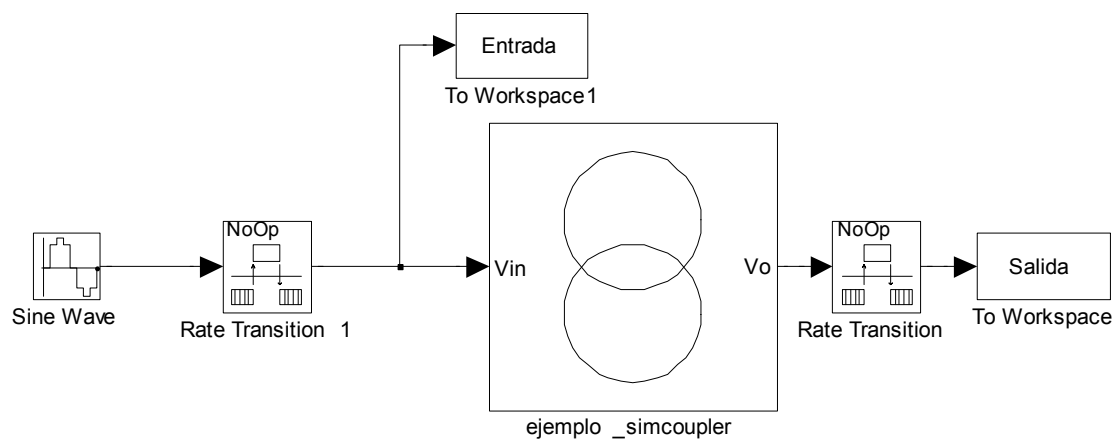 Entrada
To Workspace1
NoOp
NoOp
Vin
Vo
Salida
Sine Wave
Rate Transition 1
Rate Transition
To Workspace
ejemplo _simcoupler